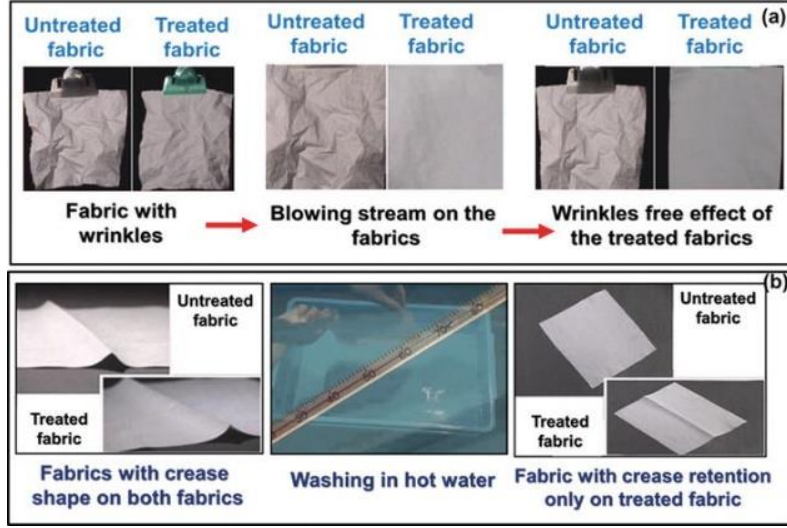 Untreated Treated Untreated Treated Untreated Treated (a)
fabric fabric fabric fabric fabric fabric
Fabric with
wrinkles
Blowing stream on the
fabrics
Wrinkles free effect of
the treated fabrics
(b)
Untreated
fabric
Treated
fabric
Fabrics with crease
shape on both fabrics
Washing in hot water
Untreated
fabric
Treated
fabric
Fabric with crease retention
only on treated fabric